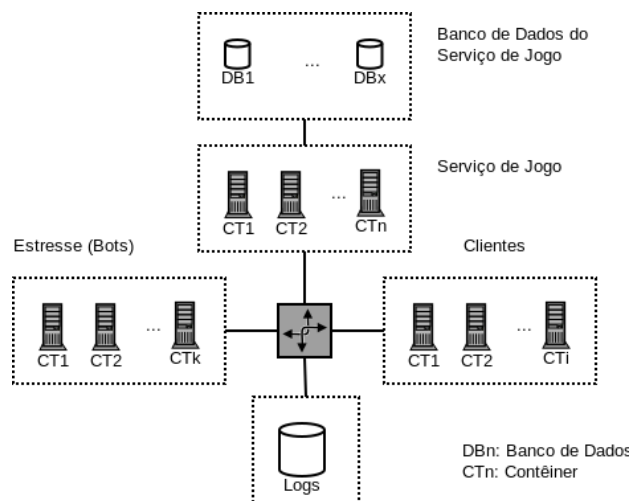 Banco de Dados do
Serviço de Jogo
DB1
...
DBx
Serviço de Jogo
CT1
CT2
...
CTn
Estresse (Bots)
Clientes
CT1
CT2
...
CTk
CT1
CT2
...
CTi
Logs
DBn: Banco de Dados
CTn: Contêiner